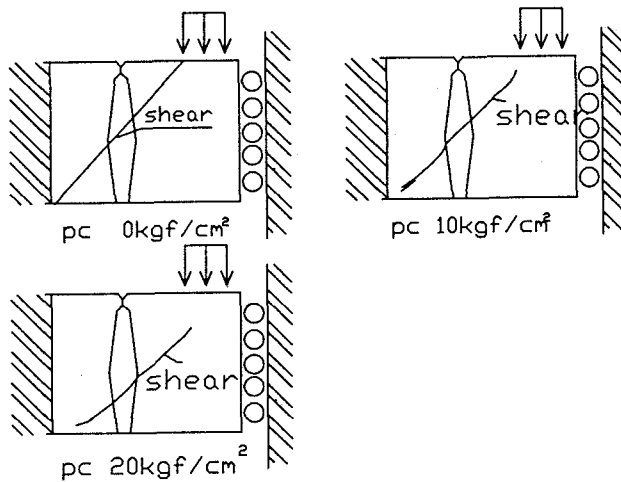 shear
pc 0kgf/cm²
shear
pc 10kgf/cm²
shear
pc 20kgf/cm²